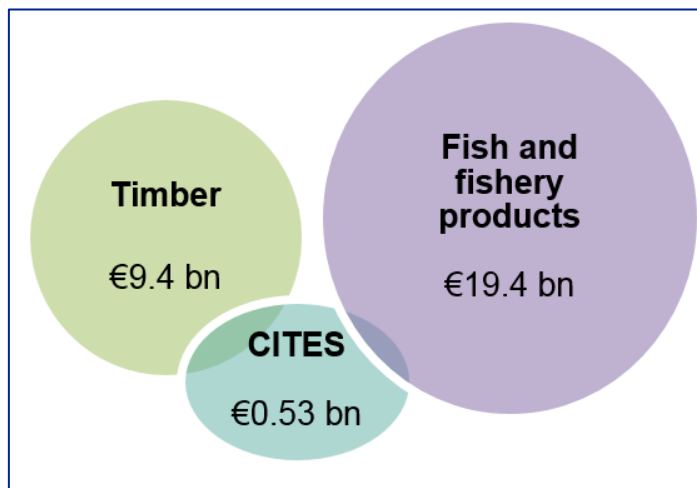 Timber
€9.4 bn
Fish and
fishery
products
€19.4 bn
CITES
€0.53 bn